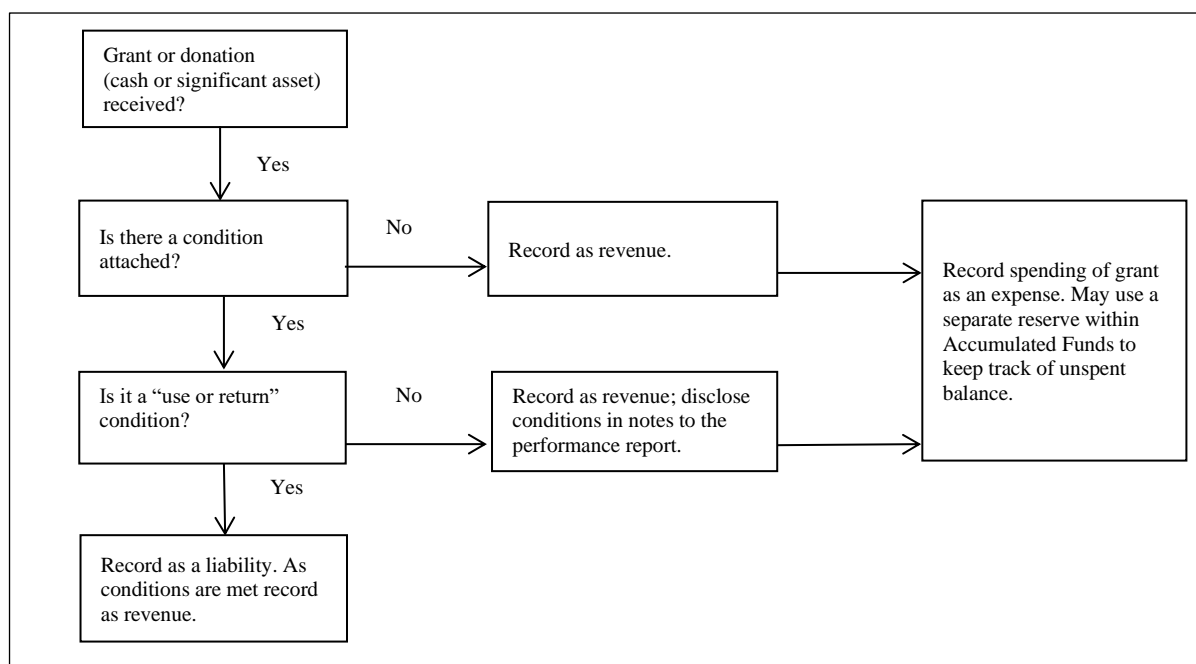 Grant or donation
(cash or significant asset)
received?
Yes
Is there a condition
attached?
No
Record as revenue.
Record spending of grant
as an expense. May use a
separate reserve within
Accumulated Funds to
keep track of unspent
balance.
Yes
Is it a “use or return”
condition?
No
Record as revenue; disclose
conditions in notes to the
performance report.
Yes
Record as a liability. As
conditions are met record
as revenue.